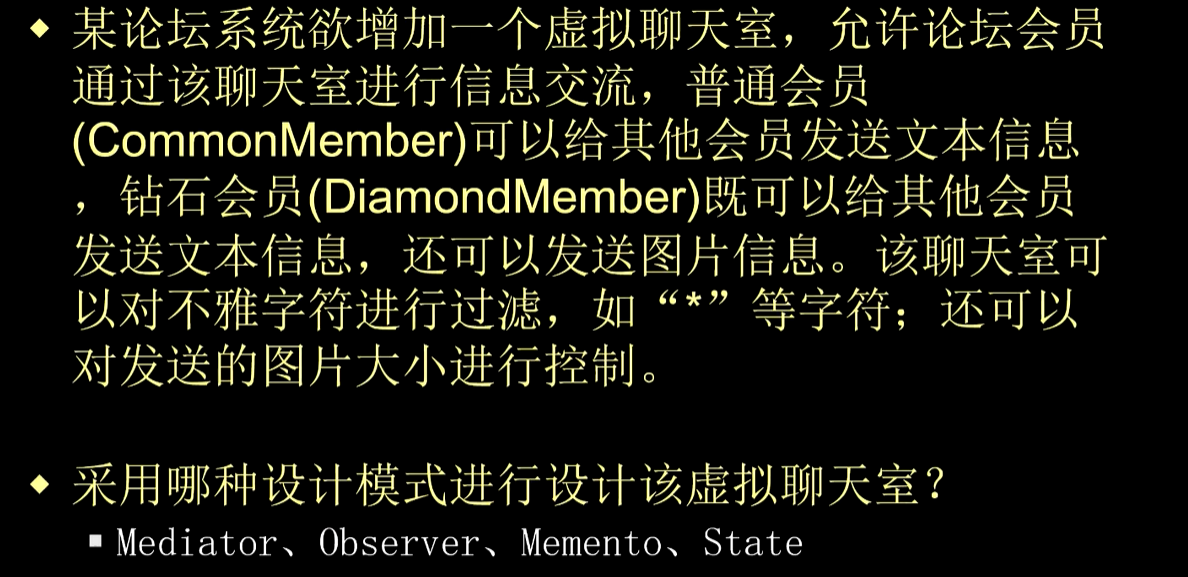 某论坛系统欲增加一个虚拟聊天室，允许论坛会员
通过该聊天室进行信息交流，普通会员
(CommonMember)可以给其他会员发送文本信息
，钻石会员(DiamondMember)既可以给其他会员
发送文本信息，还可以发送图片信息。该聊天室可
以对不雅字符进行过滤，如“*”等字符；还可以
对发送的图片大小进行控制。
采用哪种设计模式进行设计该虚拟聊天室？
Mediator、Observer、Memento、State